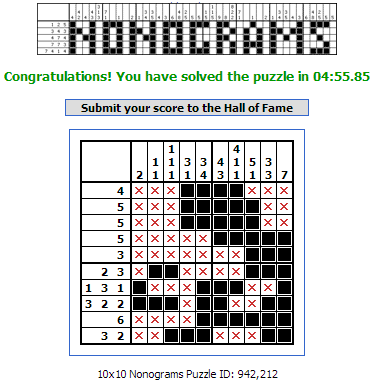 NONOGRAMS
Congratulations! You have solved the puzzle in 04:55.85
Submit your score to the Hall of Fame
1 4
1 1 3 3 4 1 5 3
2 1 1 1 4 3 1 1 3 7
4
5
5
5
3
2 3
1 3 1
3 2 2
6
3 2
10x10 Nonograms Puzzle ID: 942,212